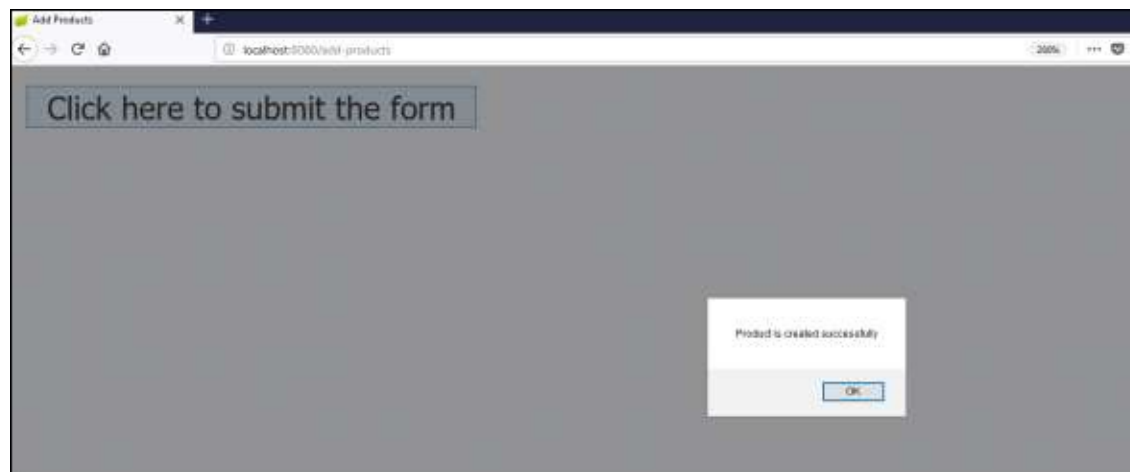 Add Products
localhost:8080/add-products
200%
Click here to submit the form
Product is created successfully
OK